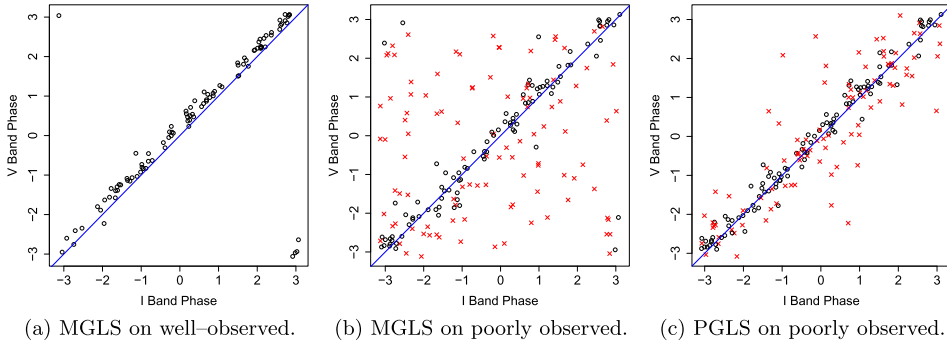 3
2
1
0
−1
−2
−3
V Band Phase
−3 −2 −1 0 1 2 3
I Band Phase
(a) MGLS on well–observed.
3
2
1
0
−1
−2
−3
V Band Phase
−3 −2 −1 0 1 2 3
I Band Phase
(b) MGLS on poorly observed.
3
2
1
0
−1
−2
−3
V Band Phase
−3 −2 −1 0 1 2 3
I Band Phase
(c) PGLS on poorly observed.